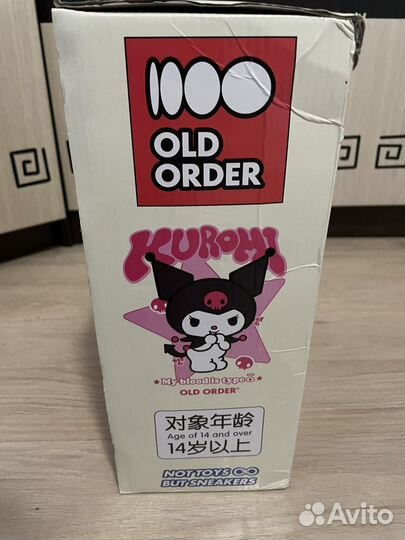 OLD
ORDER
KUROMI
★My blood is type ō★
OLD ORDER®
对象年龄
Age of 14 and over
14岁以上
NOT TOYS
BUT SNEAKERS
Avito